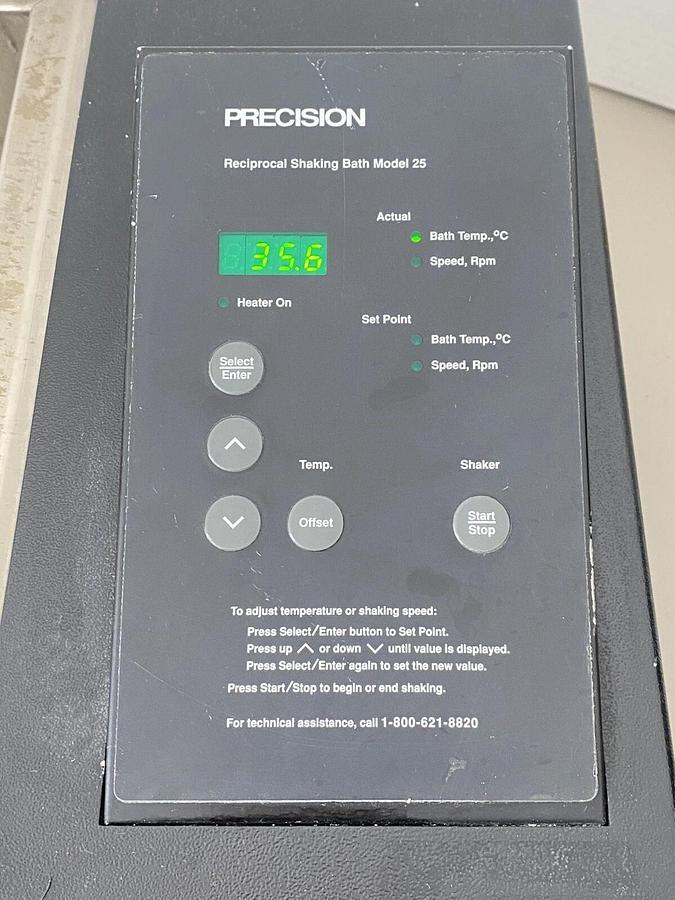 PRECISION
Reciprocal Shaking Bath Model 25
Actual
35.6
Bath Temp.,ºC
Speed, Rpm
Heater On
Set Point
Bath Temp.,ºC
Speed, Rpm
Select
Enter
Temp.
Shaker
Offset
Start
Stop
To adjust temperature or shaking speed:
Press Select/Enter button to Set Point.
Press up ∧ or down ∨ until value is displayed.
Press Select/Enter again to set the new value.
Press Start/Stop to begin or end shaking.
For technical assistance, call 1-800-621-8820